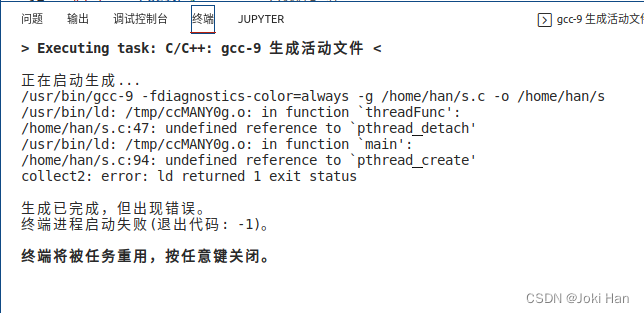 问题 输出 调试控制台 终端 JUPYTER gcc-9 生成活动文件
> Executing task: C/C++: gcc-9 生成活动文件 <
正在启动生成...
/usr/bin/gcc-9 -fdiagnostics-color=always -g /home/han/s.c -o /home/han/s
/usr/bin/ld: /tmp/ccMANY0g.o: in function `threadFunc':
/home/han/s.c:47: undefined reference to `pthread_detach'
/usr/bin/ld: /tmp/ccMANY0g.o: in function `main':
/home/han/s.c:94: undefined reference to `pthread_create'
collect2: error: ld returned 1 exit status
生成已完成，但出现错误。
终端进程启动失败(退出代码: -1)。
终端将被任务重用，按任意键关闭。
CSDN @Joki Han